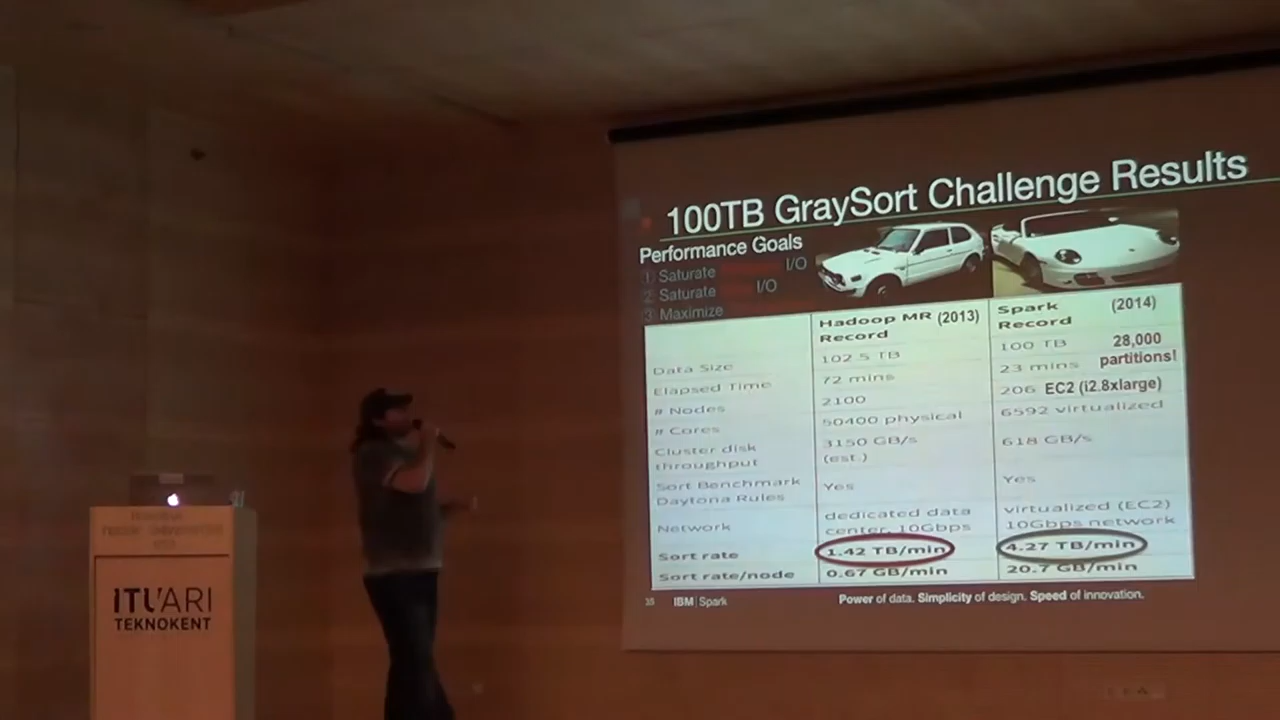 100TB GraySort Challenge Results
Performance Goals
1 Saturate I/O
2 Saturate I/O
3 Maximize
Hadoop MR (2013) Record
Spark Record (2014)
Data Size 102.5 TB 100 TB 28,000 partitions!
Elapsed Time 72 mins 23 mins
# Nodes 2100 206 EC2 (i2.8xlarge)
# Cores 50400 physical 6592 virtualized
Cluster disk throughput 3150 GB/s (est.) 618 GB/s
Sort Benchmark Daytona Rules Yes Yes
Network dedicated data center, 10Gbps virtualized (EC2) 10Gbps network
Sort rate 1.42 TB/min 4.27 TB/min
Sort rate/node 0.67 GB/min 20.7 GB/min
35 IBM | Spark Power of data. Simplicity of design. Speed of innovation.
ITU ARI
TEKNOKENT